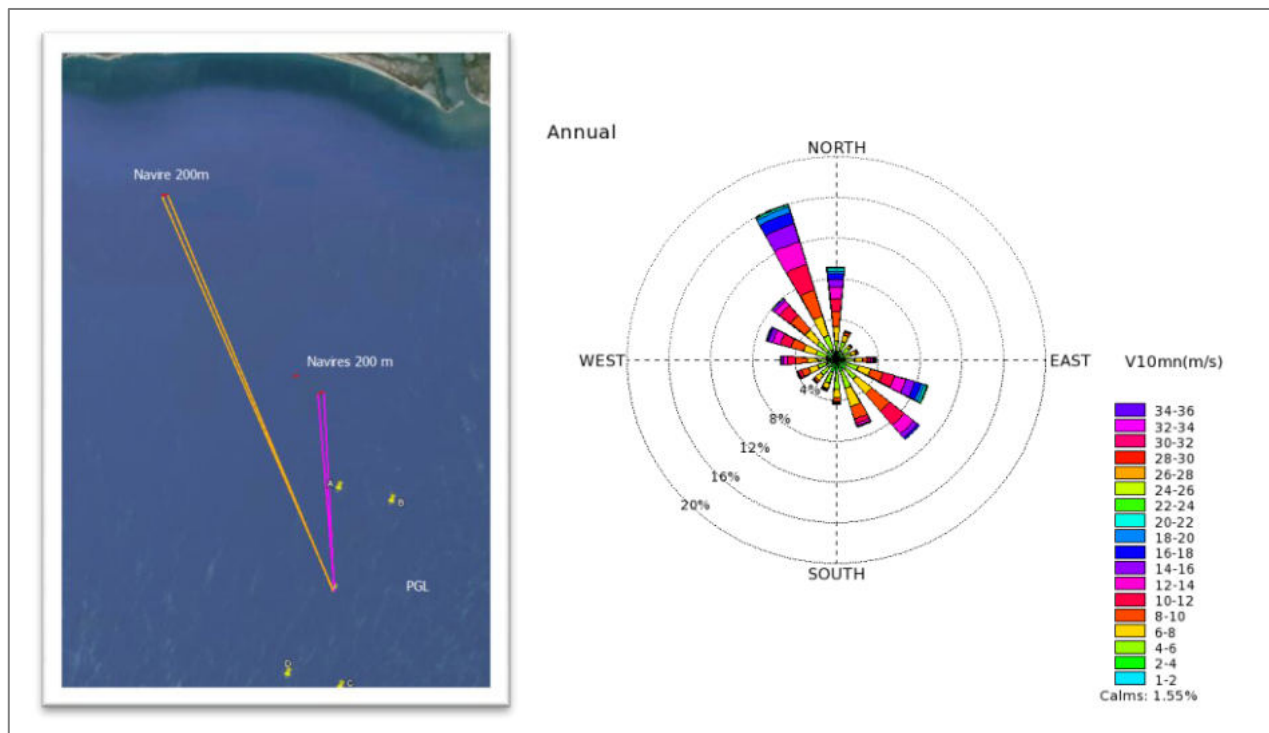 Navire 200m
Navires 200 m
A
B
PGL
D
C
Annual
NORTH
WEST
EAST
SOUTH
4%
8%
12%
16%
20%
V10mn(m/s)
34-36
32-34
30-32
28-30
26-28
24-26
22-24
20-22
18-20
16-18
14-16
12-14
10-12
8-10
6-8
4-6
2-4
1-2
Calms: 1.55%